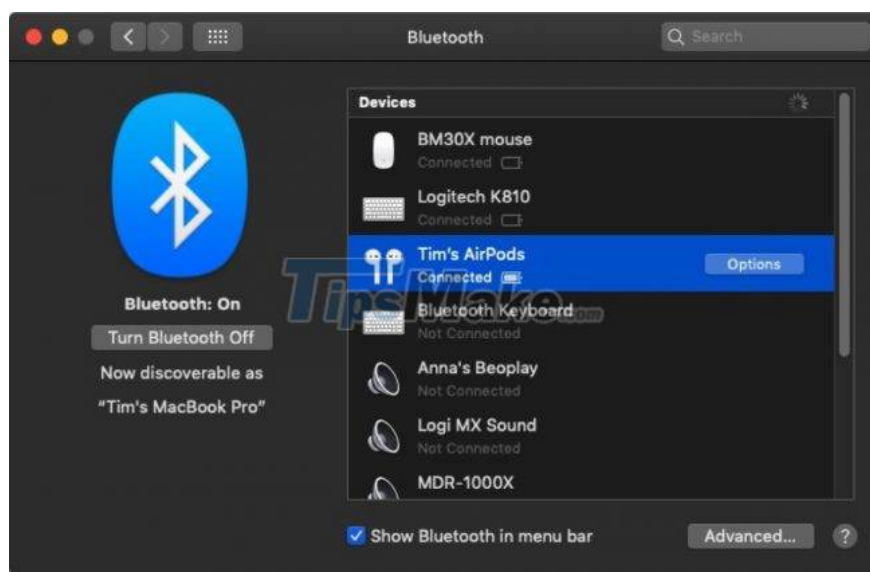 Bluetooth
Search
Devices
BM30X mouse
Connected
Logitech K810
Connected
Tim's AirPods
Connected
Options
Bluetooth Keyboard
Not Connected
Anna's Beoplay
Not Connected
Logi MX Sound
Not Connected
MDR-1000X
Bluetooth: On
Turn Bluetooth Off
Now discoverable as
"Tim's MacBook Pro"
Show Bluetooth in menu bar
Advanced...
?
TipsMake.com